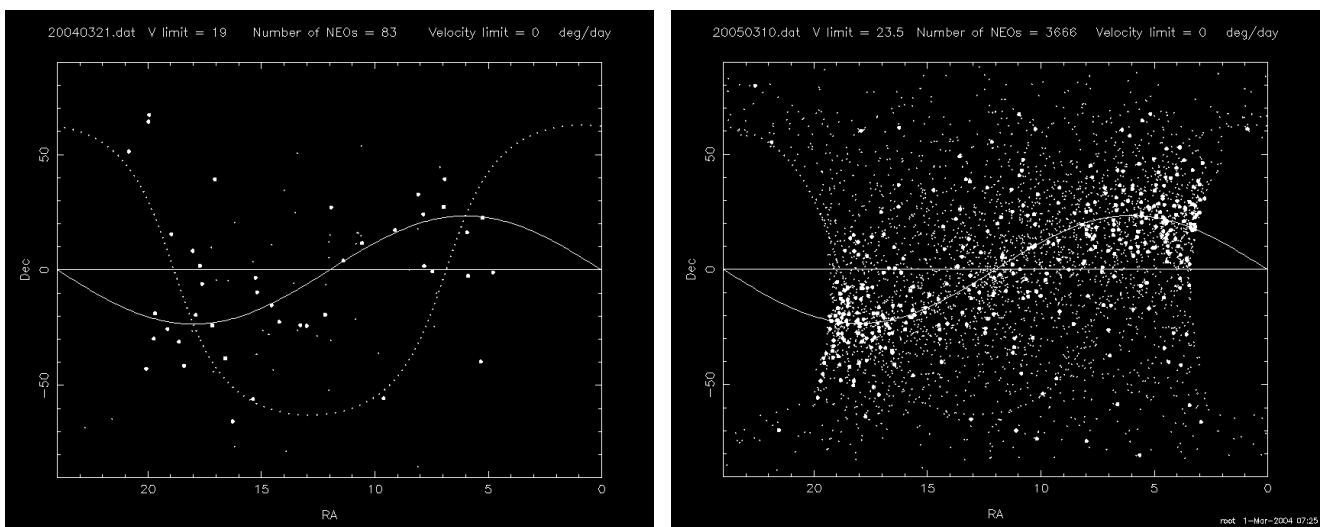 20040321.dat V limit = 19 Number of NEOs = 83 Velocity limit = 0 deg/day
50
0
−50
Dec
20 15 10 5 0
RA
20050310.dat V limit = 23.5 Number of NEOs = 3666 Velocity limit = 0 deg/day
50
0
−50
Dec
20 15 10 5 0
RA
root 1-Mar-2004 07:25